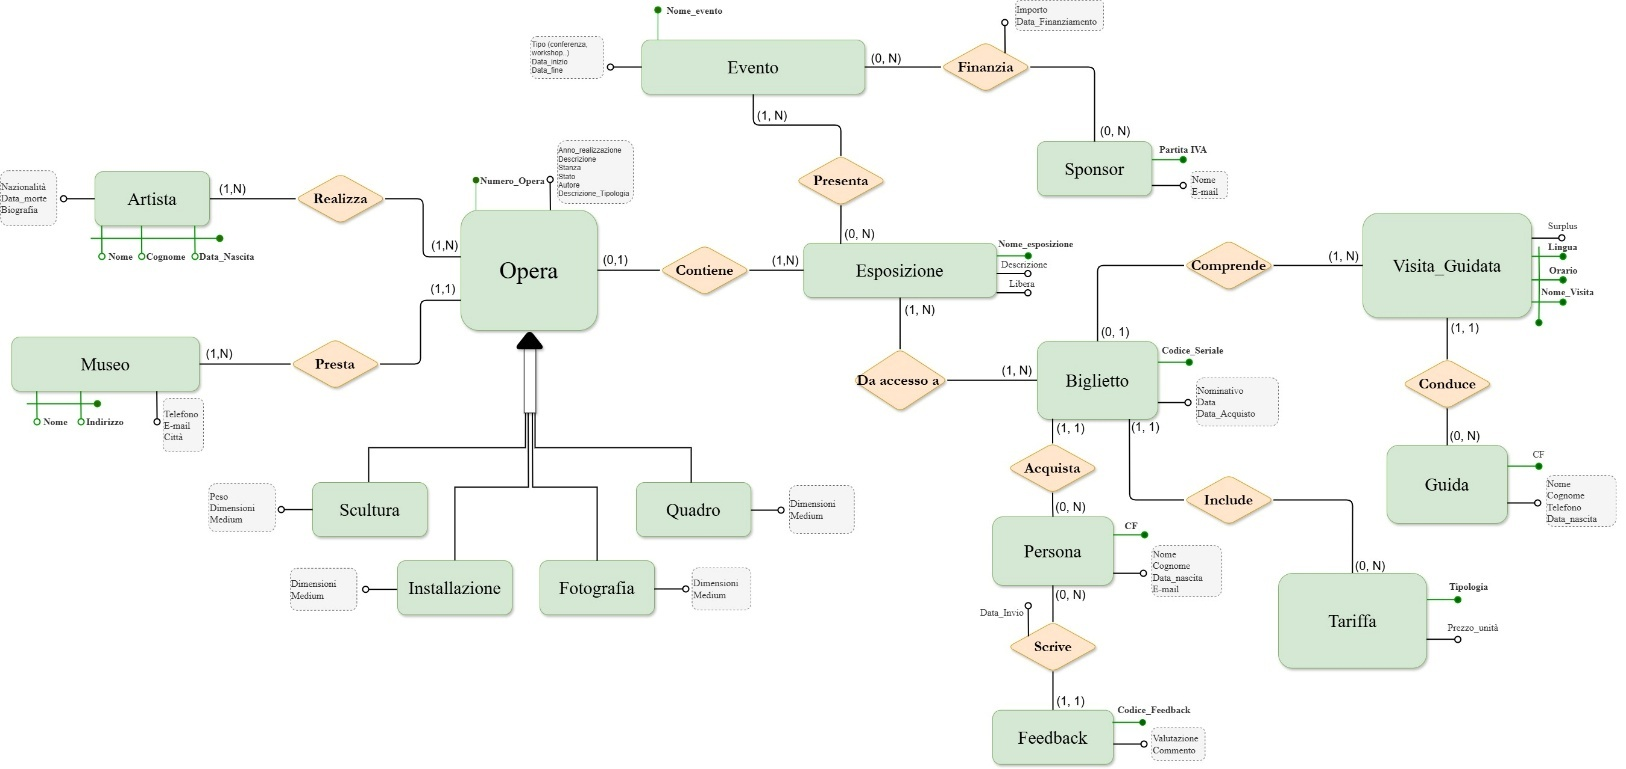 Nome_evento
Importo
Data_Finanziamento
Tipo (conferenza,
workshop..)
Data_inizio
Data_fine
Evento
(0, N)
Finanzia
(1, N)
(0, N)
Sponsor
Partita IVA
Nome
E-mail
Presenta
(0, N)
Anno_realizzazione
Descrizione
Stanza
Stato
Autore
Descrizione_Tipologia
Numero_Opera
Nazionalità
Data_morte
Biografia
Artista
(1,N)
Realizza
(1,N)
Nome
Cognome
Data_Nascita
Opera
(0,1)
Contiene
(1,N)
Esposizione
Nome_esposizione
Descrizione
Libera
(1,1)
Museo
(1,N)
Presta
Nome
Indirizzo
Telefono
E-mail
Città
(1, N)
Da accesso a
(1, N)
Comprende
(1, N)
(0, 1)
Visita_Guidata
Surplus
Lingua
Orario
Nome_Visita
(1, 1)
Conduce
(0, N)
Guida
CF
Nome
Cognome
Telefono
Data_nascita
Biglietto
Codice_Seriale
Nominativo
Data
Data_Acquisto
(1, 1)
(1, 1)
Acquista
Include
(0, N)
(0, N)
Peso
Dimensioni
Medium
Scultura
Quadro
Dimensioni
Medium
Dimensioni
Medium
Installazione
Fotografia
Dimensioni
Medium
Persona
CF
Nome
Cognome
Data_nascita
E-mail
(0, N)
Data_Invio
Scrive
(1, 1)
Tariffa
Tipologia
Prezzo_unità
Feedback
Codice_Feedback
Valutazione
Commento